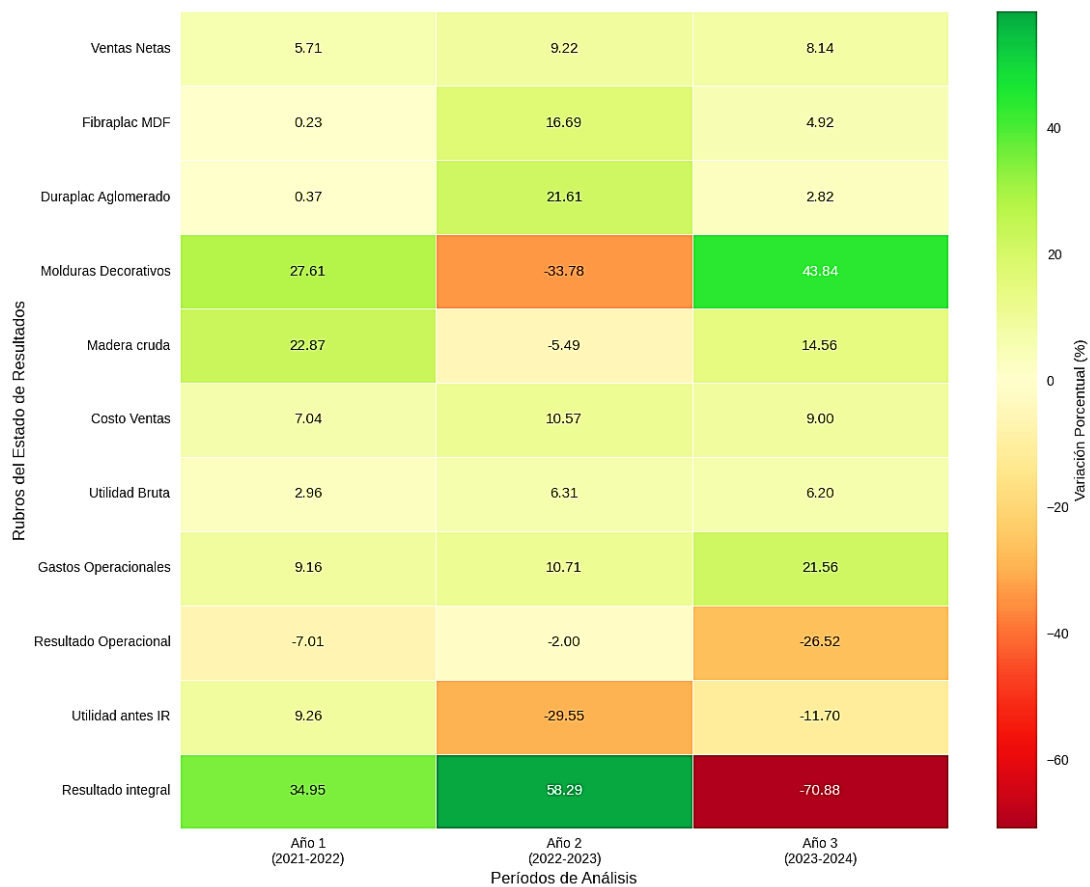 Rubros del Estado de Resultados
Ventas Netas 5.71 9.22 8.14
Fibraplac MDF 0.23 16.69 4.92
Duraplac Aglomerado 0.37 21.61 2.82
Molduras Decorativos 27.61 -33.78 43.84
Madera cruda 22.87 -5.49 14.56
Costo Ventas 7.04 10.57 9.00
Utilidad Bruta 2.96 6.31 6.20
Gastos Operacionales 9.16 10.71 21.56
Resultado Operacional -7.01 -2.00 -26.52
Utilidad antes IR 9.26 -29.55 -11.70
Resultado integral 34.95 58.29 -70.88
Año 1 Año 2 Año 3
(2021-2022) (2022-2023) (2023-2024)
Períodos de Análisis
40
20
0
−20
−40
−60
Variación Porcentual (%)